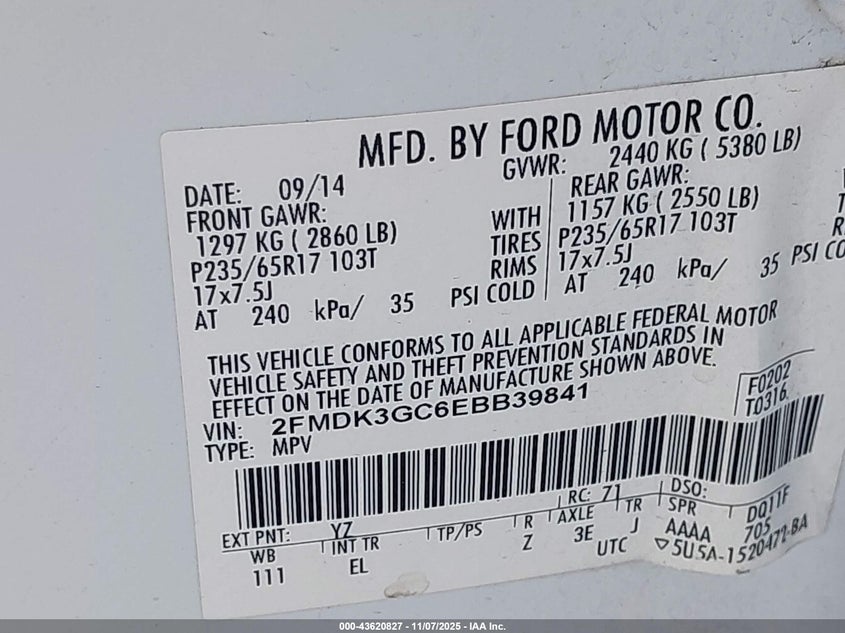 MFD. BY FORD MOTOR CO.
DATE: 09/14
GVWR: 2440 KG ( 5380 LB)
FRONT GAWR:
1297 KG ( 2860 LB)
P235/65R17 103T
17x7.5J
AT 240 kPa/ 35 PSI COLD
WITH
TIRES
RIMS
REAR GAWR:
1157 KG ( 2550 LB)
P235/65R17 103T
17x7.5J
AT 240 kPa/ 35 PSI CO
THIS VEHICLE CONFORMS TO ALL APPLICABLE FEDERAL MOTOR
VEHICLE SAFETY AND THEFT PREVENTION STANDARDS IN
EFFECT ON THE DATE OF MANUFACTURE SHOWN ABOVE.
VIN: 2FMDK3GC6EBB39841
TYPE: MPV
F0202
T0316
EXT PNT: YZ RC: 71 DSO:
WB INT TR TP/PS R AXLE TR SPR
111 EL Z 3E J AAAA
DQ11F
705
UTC ▽5U5A-1520472-BA
000-43620827 - 11/07/2025 - IAA Inc.